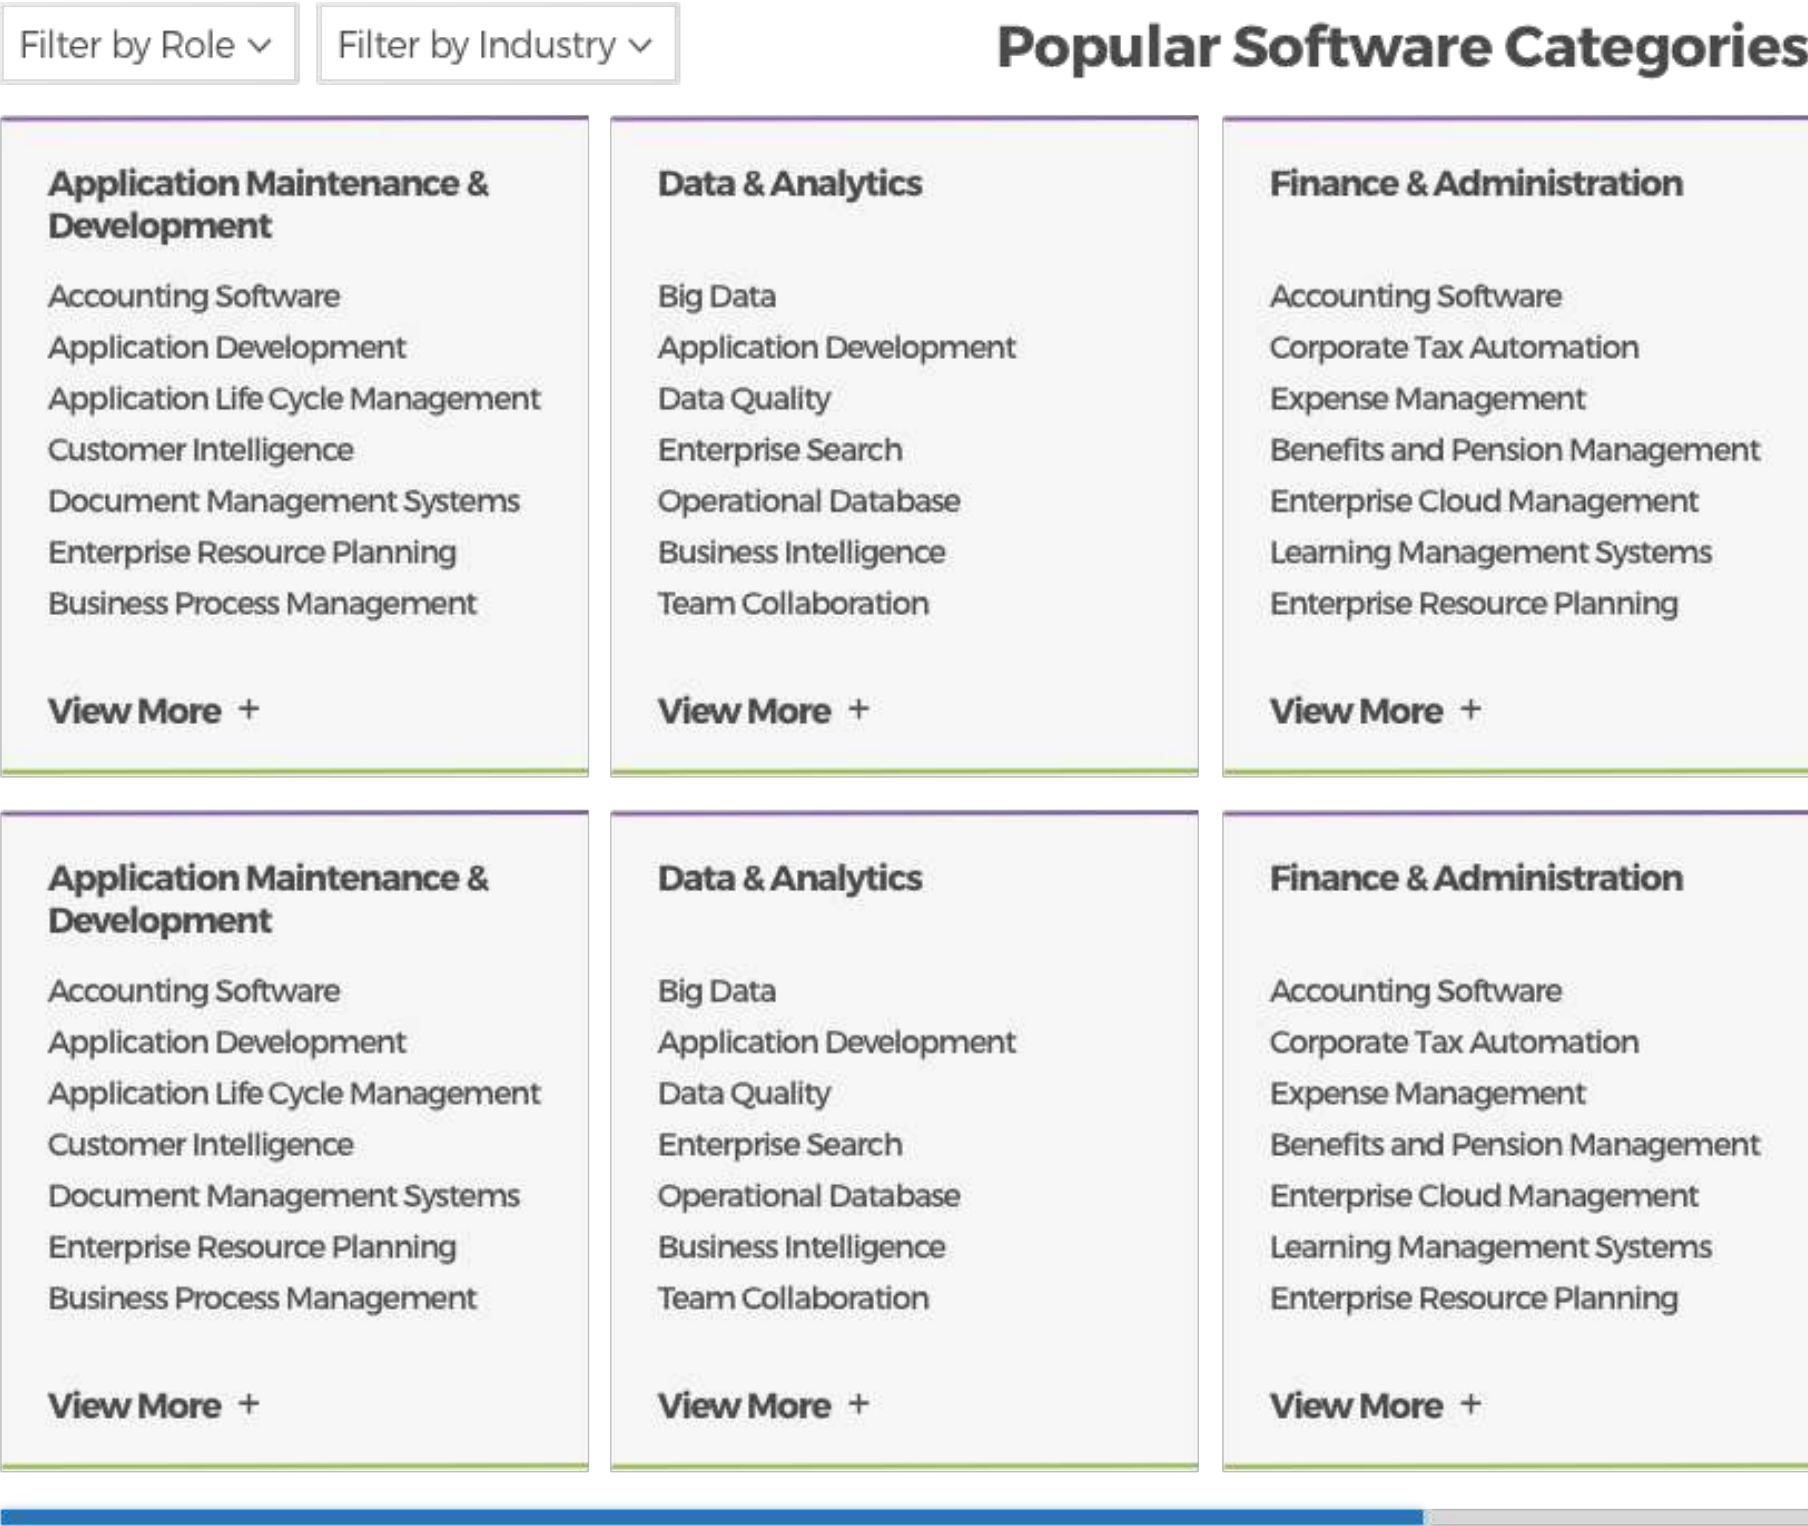 Filter by Role
Filter by Industry
Popular Software Categories
Application Maintenance &
Development
Accounting Software
Application Development
Application Life Cycle Management
Customer Intelligence
Document Management Systems
Enterprise Resource Planning
Business Process Management
View More +
Data & Analytics
Big Data
Application Development
Data Quality
Enterprise Search
Operational Database
Business Intelligence
Team Collaboration
View More +
Finance & Administration
Accounting Software
Corporate Tax Automation
Expense Management
Benefits and Pension Management
Enterprise Cloud Management
Learning Management Systems
Enterprise Resource Planning
View More +
Application Maintenance &
Development
Accounting Software
Application Development
Application Life Cycle Management
Customer Intelligence
Document Management Systems
Enterprise Resource Planning
Business Process Management
View More +
Data & Analytics
Big Data
Application Development
Data Quality
Enterprise Search
Operational Database
Business Intelligence
Team Collaboration
View More +
Finance & Administration
Accounting Software
Corporate Tax Automation
Expense Management
Benefits and Pension Management
Enterprise Cloud Management
Learning Management Systems
Enterprise Resource Planning
View More +